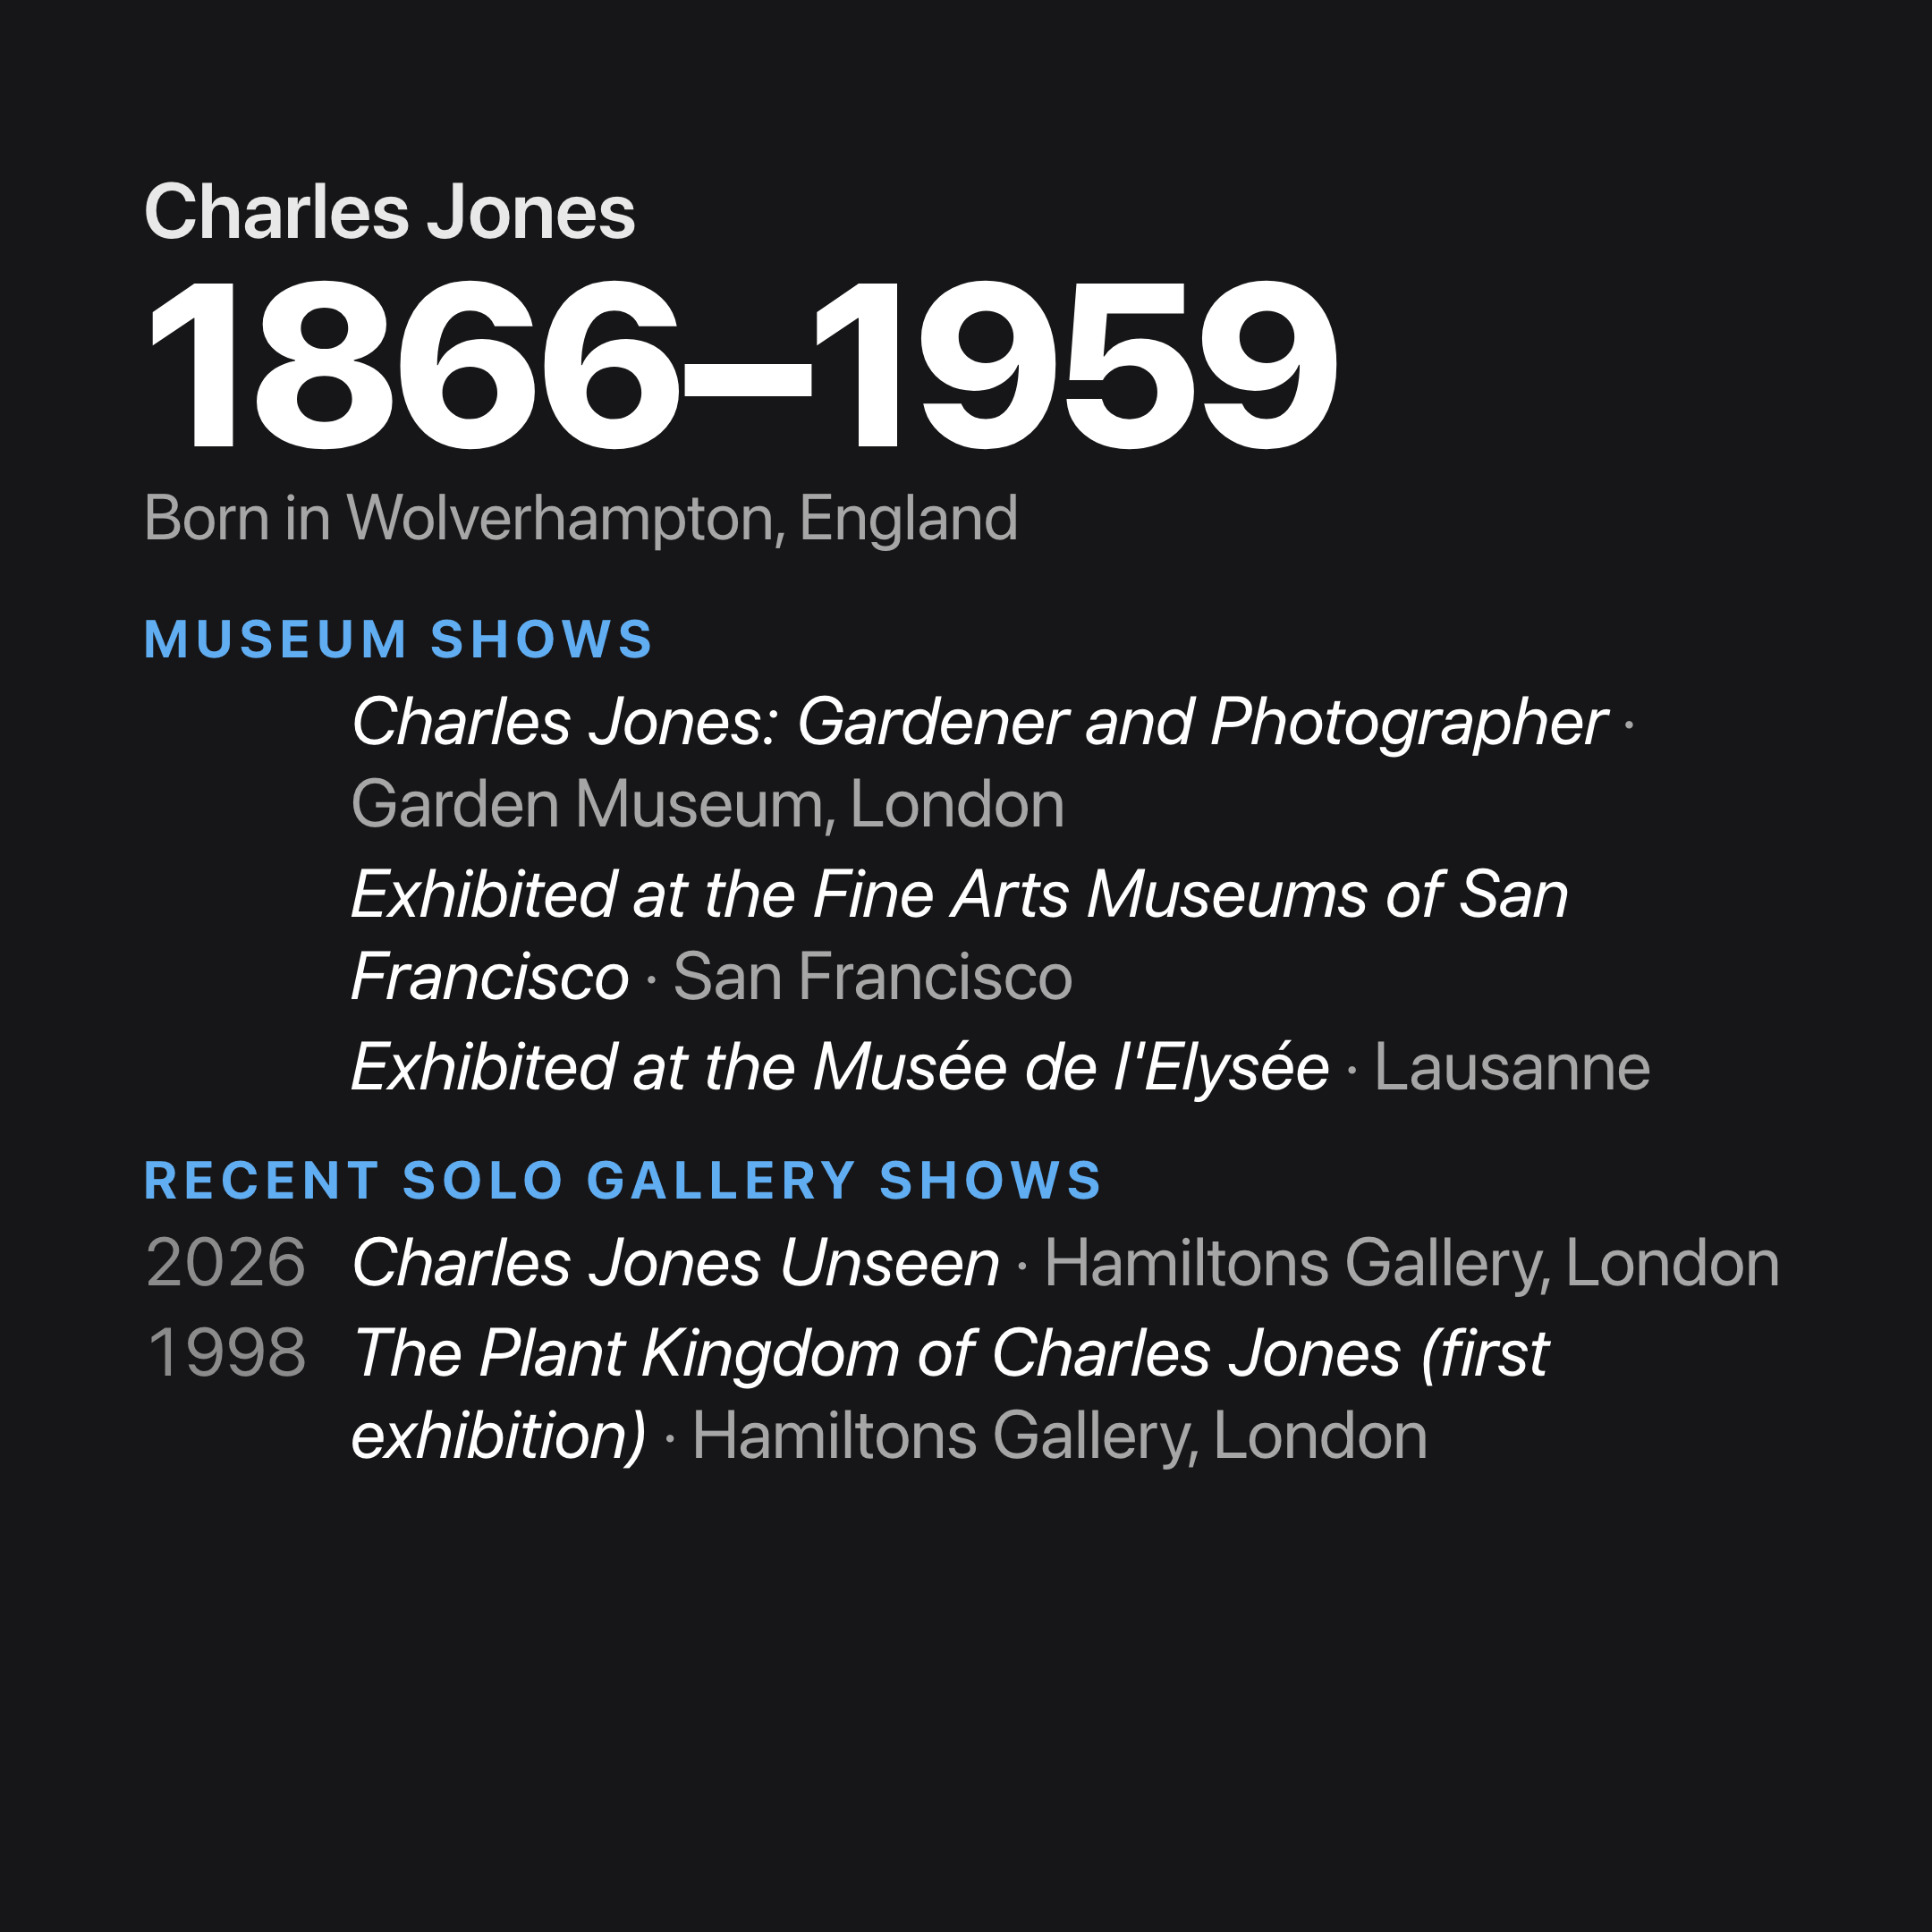 Charles Jones
1866–1959
Born in Wolverhampton, England
MUSEUM SHOWS
Charles Jones: Gardener and Photographer ·
Garden Museum, London
Exhibited at the Fine Arts Museums of San
Francisco · San Francisco
Exhibited at the Musée de l'Elysée · Lausanne
RECENT SOLO GALLERY SHOWS
2026 Charles Jones Unseen · Hamiltons Gallery, London
1998 The Plant Kingdom of Charles Jones (first
exhibition) · Hamiltons Gallery, London